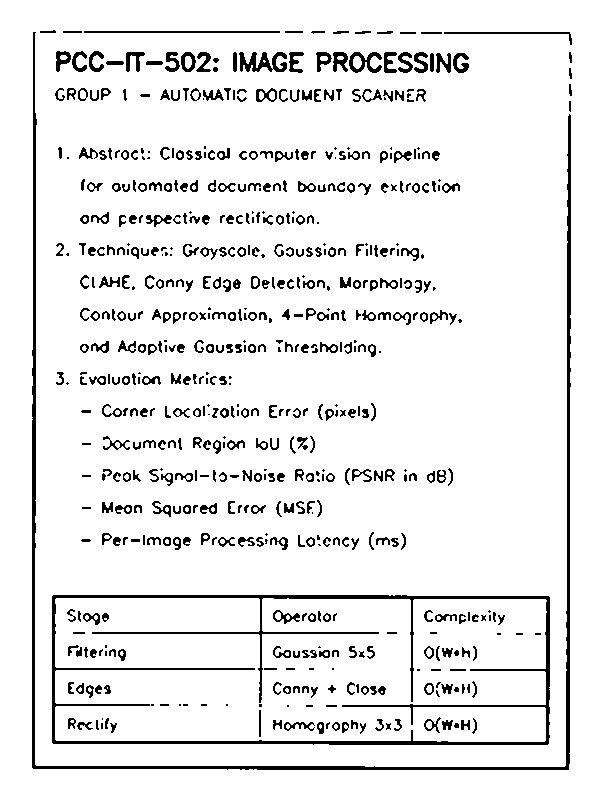 PCC-IT-502: IMAGE PROCESSING
GROUP 1 - AUTOMATIC DOCUMENT SCANNER
1. Abstract: Classical computer vision pipeline
for automated document boundary extraction
and perspective rectification.
2. Techniques: Grayscale, Gaussian Filtering,
CLAHE, Canny Edge Detection, Morphology,
Contour Approximation, 4-Point Homography,
and Adaptive Gaussian Thresholding.
3. Evaluation Metrics:
- Corner Localization Error (pixels)
- Document Region IoU (%)
- Peak Signal-to-Noise Ratio (PSNR in dB)
- Mean Squared Error (MSE)
- Per-Image Processing Latency (ms)
Stage Operator Complexity
Filtering Gaussian 5x5 O(W*H)
Edges Canny + Close O(W*H)
Rectify Homography 3x3 O(W*H)